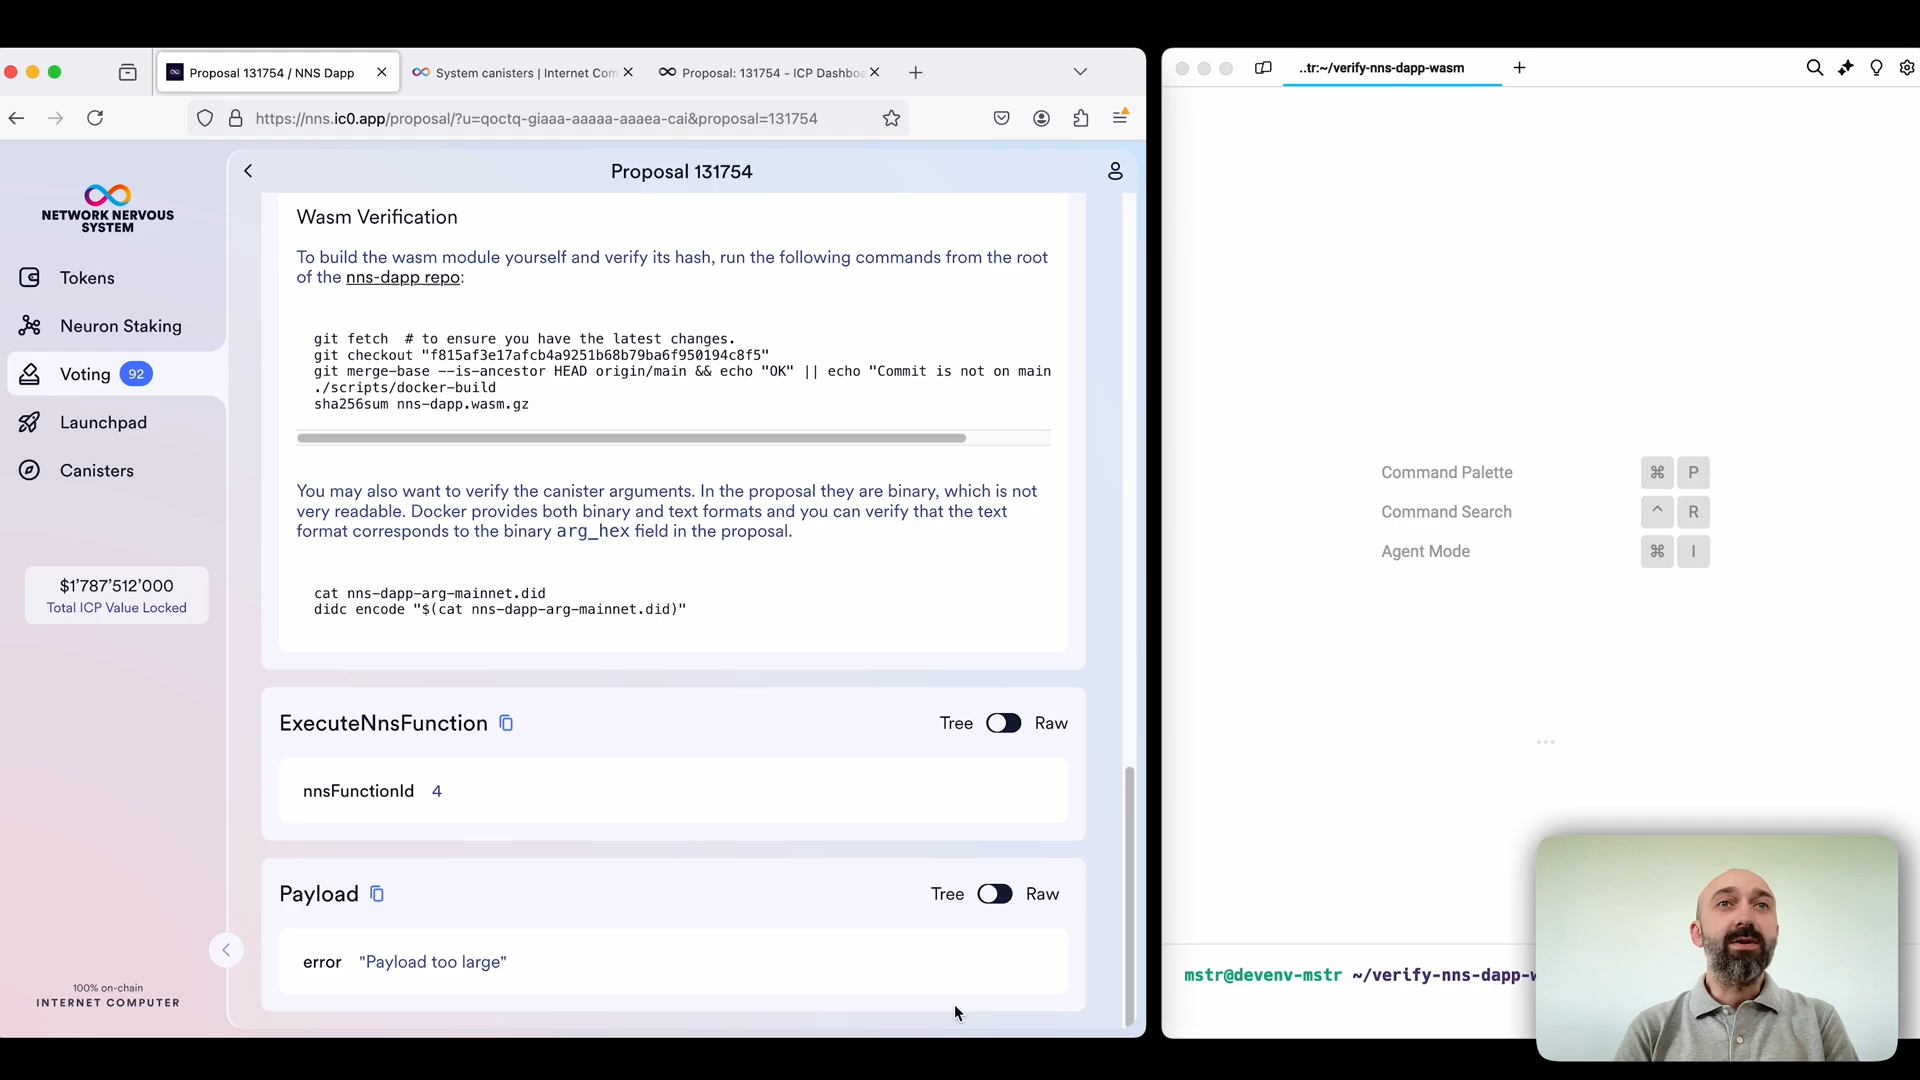 Proposal 131754 / NNS Dapp
System canisters | Internet Com
Proposal: 131754 - ICP Dashbo
https://nns.ic0.app/proposal/?u=qoctq-giaaa-aaaaa-aaaea-cai&proposal=131754
NETWORK NERVOUS
SYSTEM
Tokens
Neuron Staking
Voting 92
Launchpad
Canisters
$1'787'512'000
Total ICP Value Locked
100% on-chain
INTERNET COMPUTER
Proposal 131754
Wasm Verification
To build the wasm module yourself and verify its hash, run the following commands from the root
of the nns-dapp repo:
git fetch  # to ensure you have the latest changes.
git checkout "f815af3e17afcb4a9251b68b79ba6f950194c8f5"
git merge-base --is-ancestor HEAD origin/main && echo "OK" || echo "Commit is not on main
./scripts/docker-build
sha256sum nns-dapp.wasm.gz
You may also want to verify the canister arguments. In the proposal they are binary, which is not
very readable. Docker provides both binary and text formats and you can verify that the text
format corresponds to the binary arg_hex field in the proposal.
cat nns-dapp-arg-mainnet.did
didc encode "$(cat nns-dapp-arg-mainnet.did)"
ExecuteNnsFunction
Tree Raw
nnsFunctionId 4
Payload
Tree Raw
error "Payload too large"
..tr:~/verify-nns-dapp-wasm
Command Palette ⌘ P
Command Search ^ R
Agent Mode ⌘ I
mstr@devenv-mstr ~/verify-nns-dapp-w